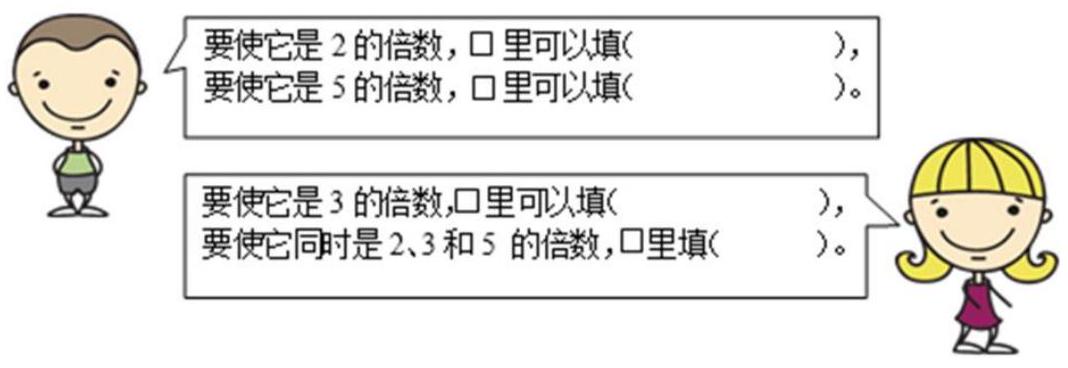 要使它是 2 的倍数，□ 里可以填(                )，
要使它是 5 的倍数，□ 里可以填(                )。
要使它是 3 的倍数，□里可以填(                )，
要使它同时是 2、3 和 5 的倍数，□里填(        )。